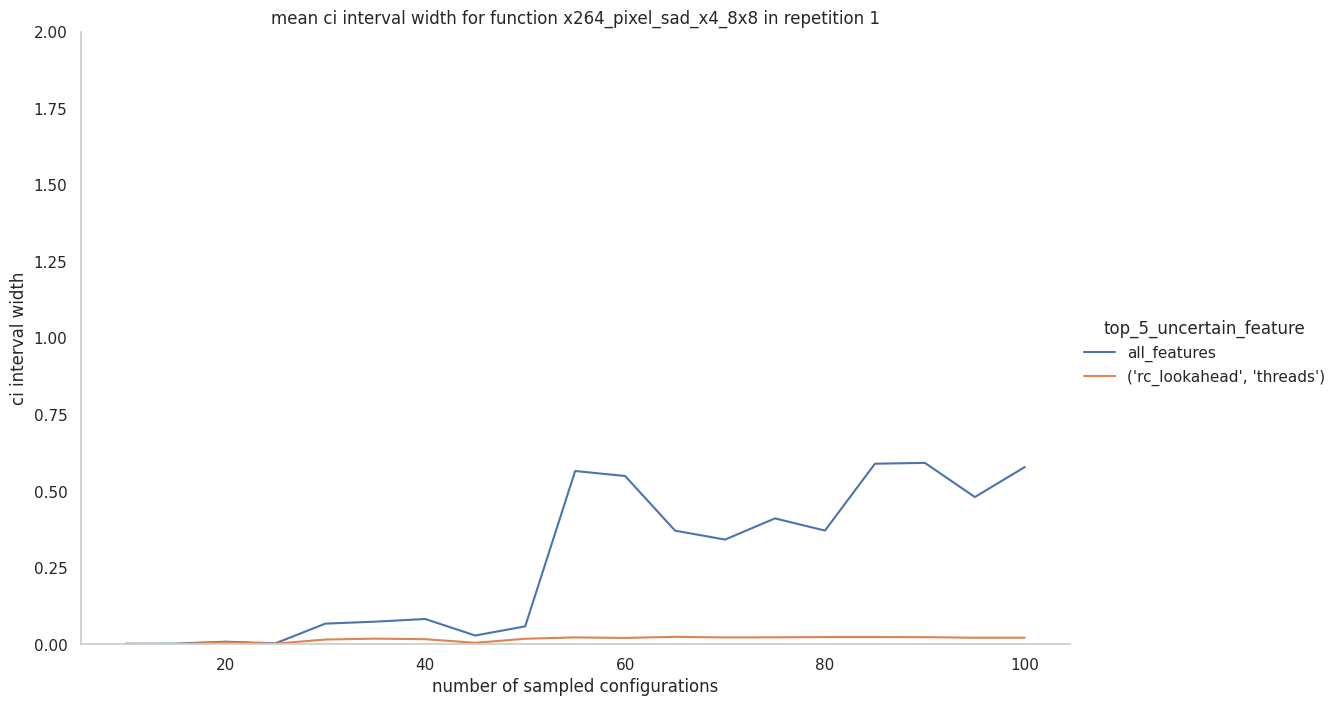 mean ci interval width for function x264_pixel_sad_x4_8x8 in repetition 1
2.00
1.75
1.50
1.25
1.00
0.75
0.50
0.25
0.00
ci interval width
20
40
60
80
100
number of sampled configurations
top_5_uncertain_feature
all_features
('rc_lookahead', 'threads')